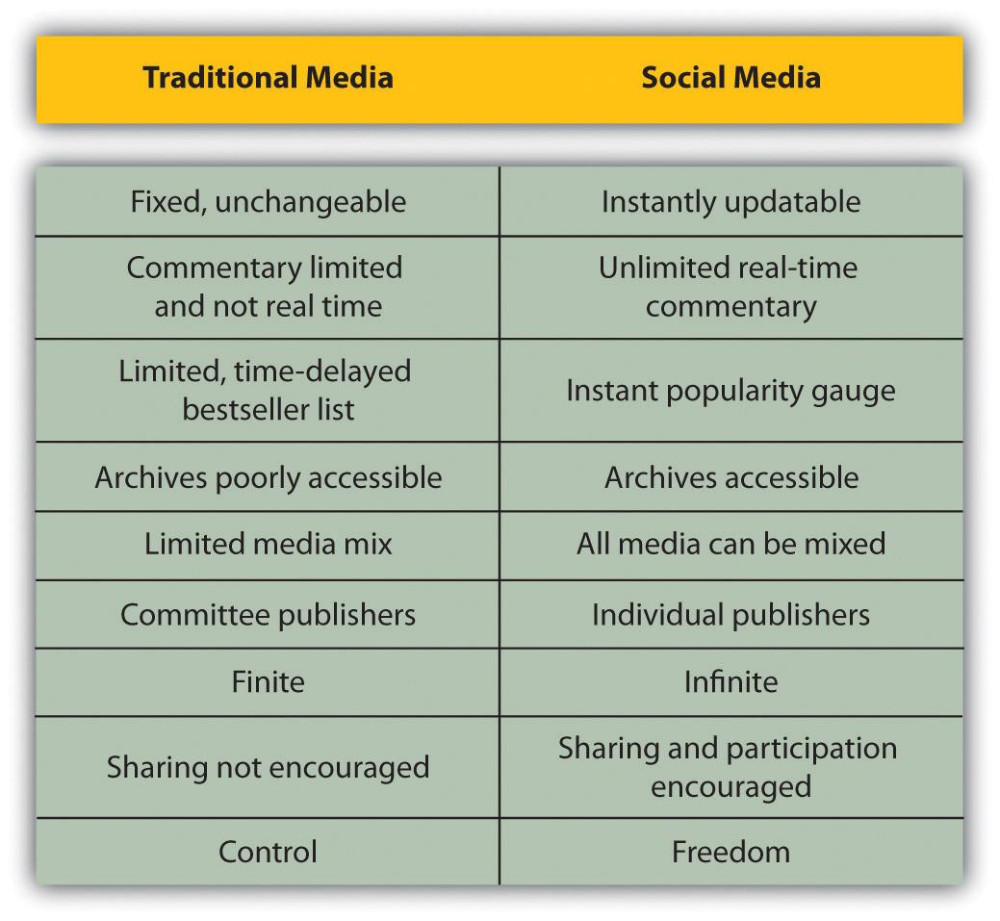 Traditional Media
Social Media
Fixed, unchangeable
Instantly updatable
Commentary limited
and not real time
Unlimited real-time
commentary
Limited, time-delayed
bestseller list
Instant popularity gauge
Archives poorly accessible
Archives accessible
Limited media mix
All media can be mixed
Committee publishers
Individual publishers
Finite
Infinite
Sharing not encouraged
Sharing and participation
encouraged
Control
Freedom